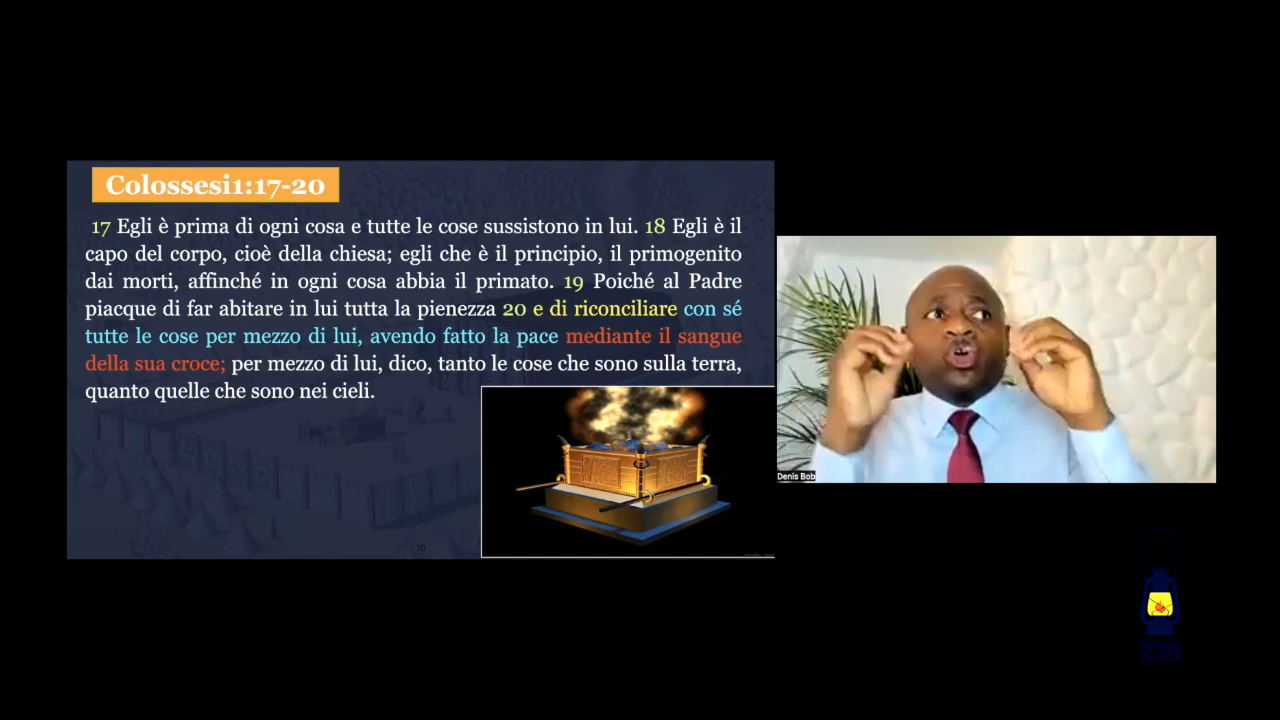 Colossesi1:17-20
17 Egli è prima di ogni cosa e tutte le cose sussistono in lui. 18 Egli è il
capo del corpo, cioè della chiesa; egli che è il principio, il primogenito
dai morti, affinché in ogni cosa abbia il primato. 19 Poiché al Padre
piacque di far abitare in lui tutta la pienezza 20 e di riconciliare con sé
tutte le cose per mezzo di lui, avendo fatto la pace mediante il sangue
della sua croce; per mezzo di lui, dico, tanto le cose che sono sulla terra,
quanto quelle che sono nei cieli.
16
Denis Bob
DI LUCE